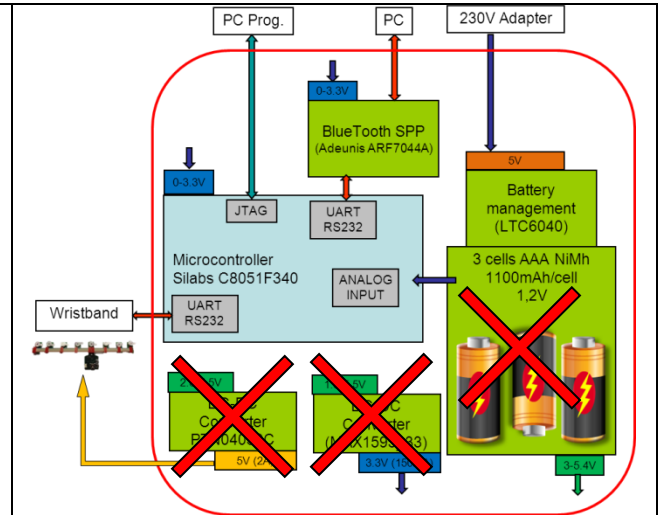 PC Prog.
PC
230V Adapter
0-3.3V
BlueTooth SPP
(Adeunis ARF7044A)
5V
Battery
management
(LTC6040)
0-3.3V
JTAG
UART
RS232
Microcontroller
Silabs C8051F340
ANALOG
INPUT
3 cells AAA NiMh
1100mAh/cell
1,2V
Wristband
UART
RS232
5V (2A)
3.3V
3-5.4V